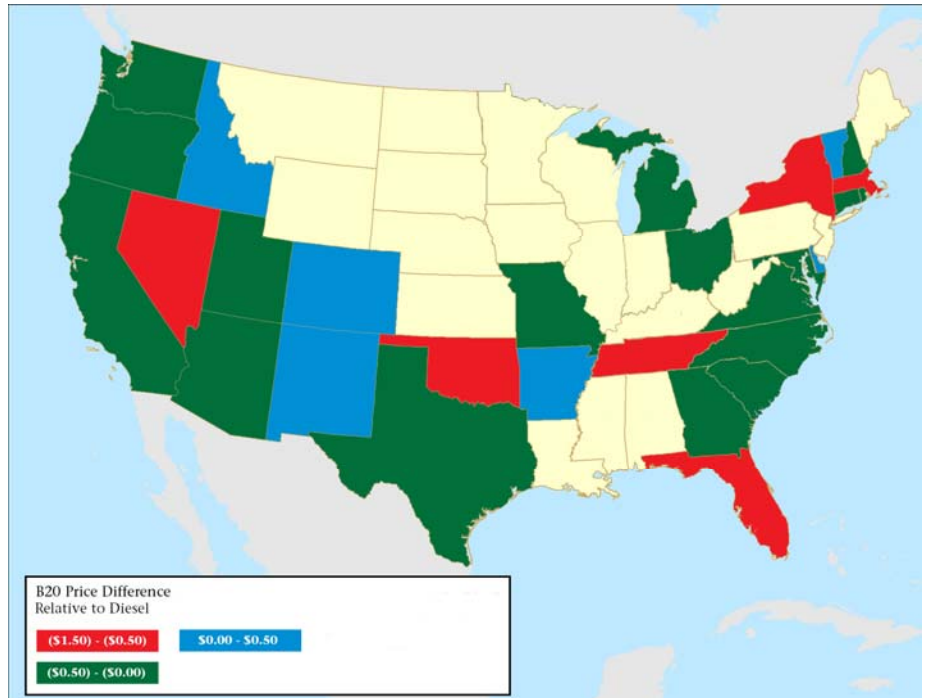 B20 Price Difference
Relative to Diesel
($1.50) - ($0.50)
$0.00 - $0.50
($0.50) - ($0.00)